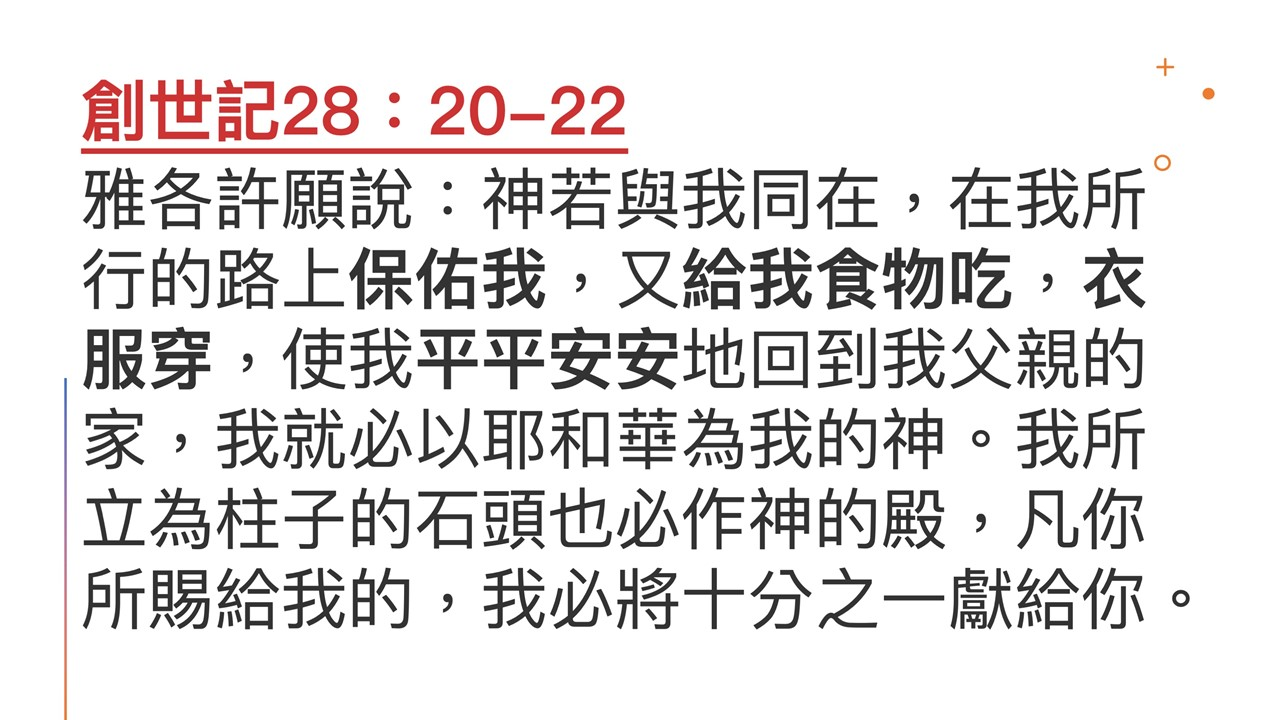 創世記28：20–22
雅各許願說：神若與我同在，在我所
行的路上保佑我，又給我食物吃，衣
服穿，使我平平安安地回到我父親的
家，我就必以耶和華為我的神。我所
立為柱子的石頭也必作神的殿，凡你
所賜給我的，我必將十分之一獻給你。